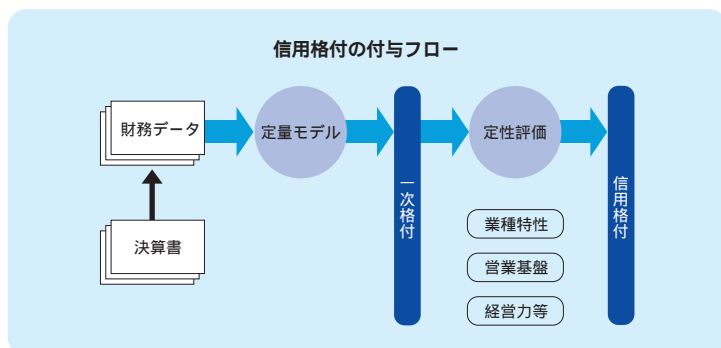 信用格付の付与フロー
財務データ
定量モデル
一次格付
定性評価
信用格付
決算書
業種特性
営業基盤
経営力等